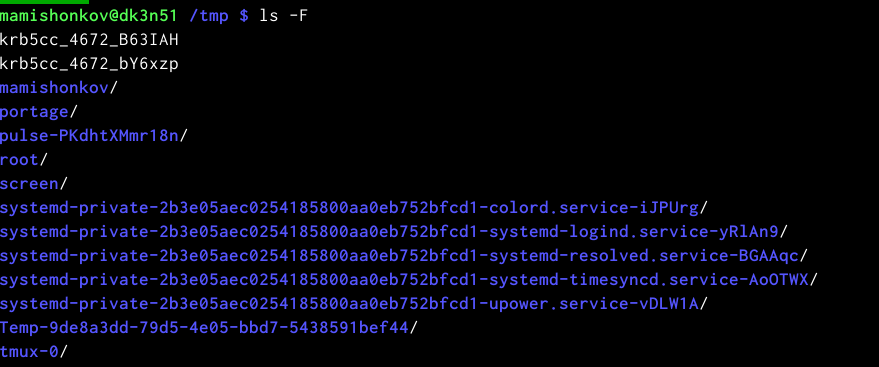 mamishonkov@dk3n51 /tmp $ ls -F
krb5cc_4672_B63IAH
krb5cc_4672_bY6xzp
mamishonkov/
portage/
pulse-PKdhtXMmr18n/
root/
screen/
systemd-private-2b3e05aec0254185800aa0eb752bfcd1-colord.service-iJPUrg/
systemd-private-2b3e05aec0254185800aa0eb752bfcd1-systemd-logind.service-yRlAn9/
systemd-private-2b3e05aec0254185800aa0eb752bfcd1-systemd-resolved.service-BGAAqc/
systemd-private-2b3e05aec0254185800aa0eb752bfcd1-systemd-timesyncd.service-AoOTWX/
systemd-private-2b3e05aec0254185800aa0eb752bfcd1-upower.service-vDLW1A/
Temp-9de8a3dd-79d5-4e05-bbd7-5438591bef44/
tmux-0/